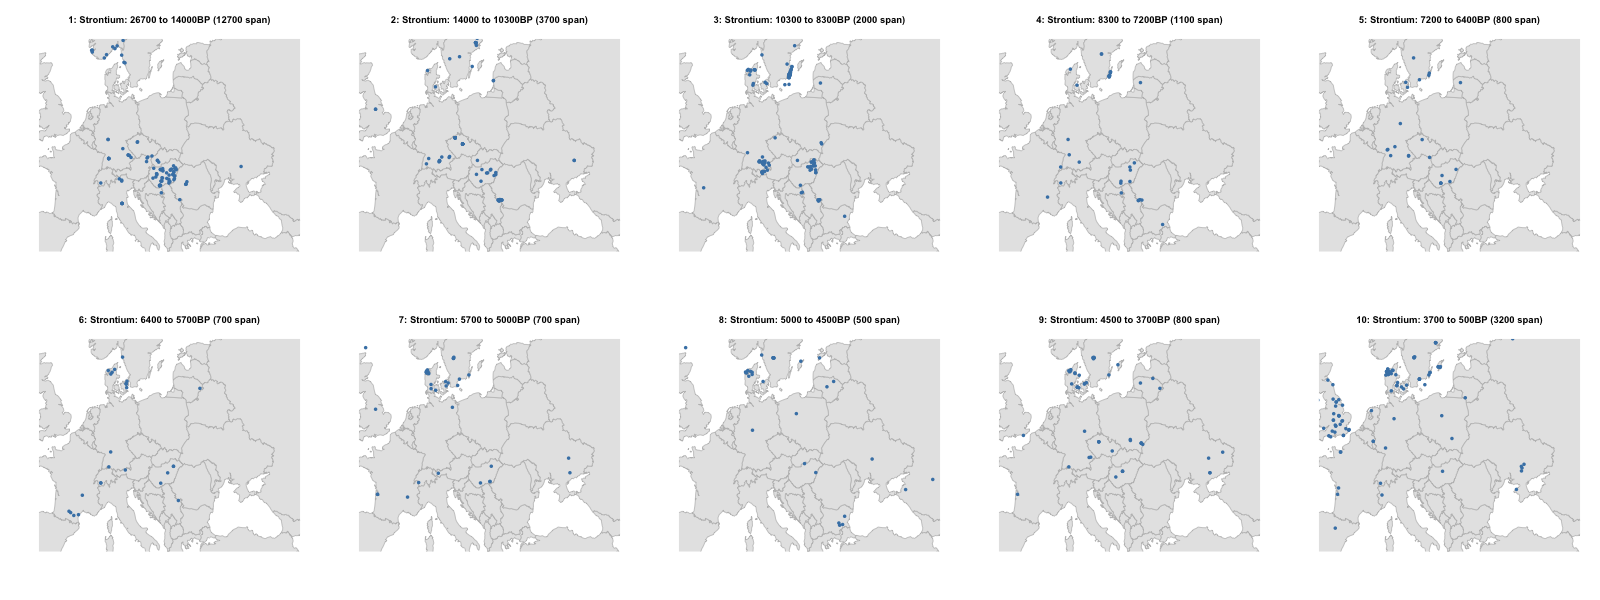 1: Strontium: 26700 to 14000BP (12700 span)
2: Strontium: 14000 to 10300BP (3700 span)
3: Strontium: 10300 to 8300BP (2000 span)
4: Strontium: 8300 to 7200BP (1100 span)
5: Strontium: 7200 to 6400BP (800 span)
6: Strontium: 6400 to 5700BP (700 span)
7: Strontium: 5700 to 5000BP (700 span)
8: Strontium: 5000 to 4500BP (500 span)
9: Strontium: 4500 to 3700BP (800 span)
10: Strontium: 3700 to 500BP (3200 span)